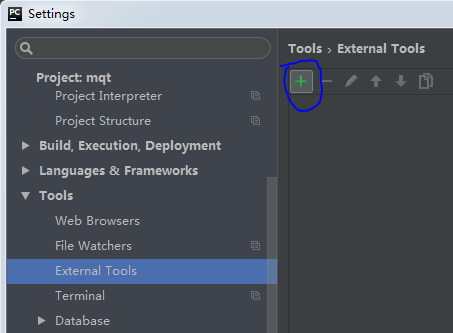 PC Settings
Tools › External Tools
Project: mqt
Project Interpreter
Project Structure
Build, Execution, Deployment
Languages & Frameworks
Tools
Web Browsers
File Watchers
External Tools
Terminal
Database